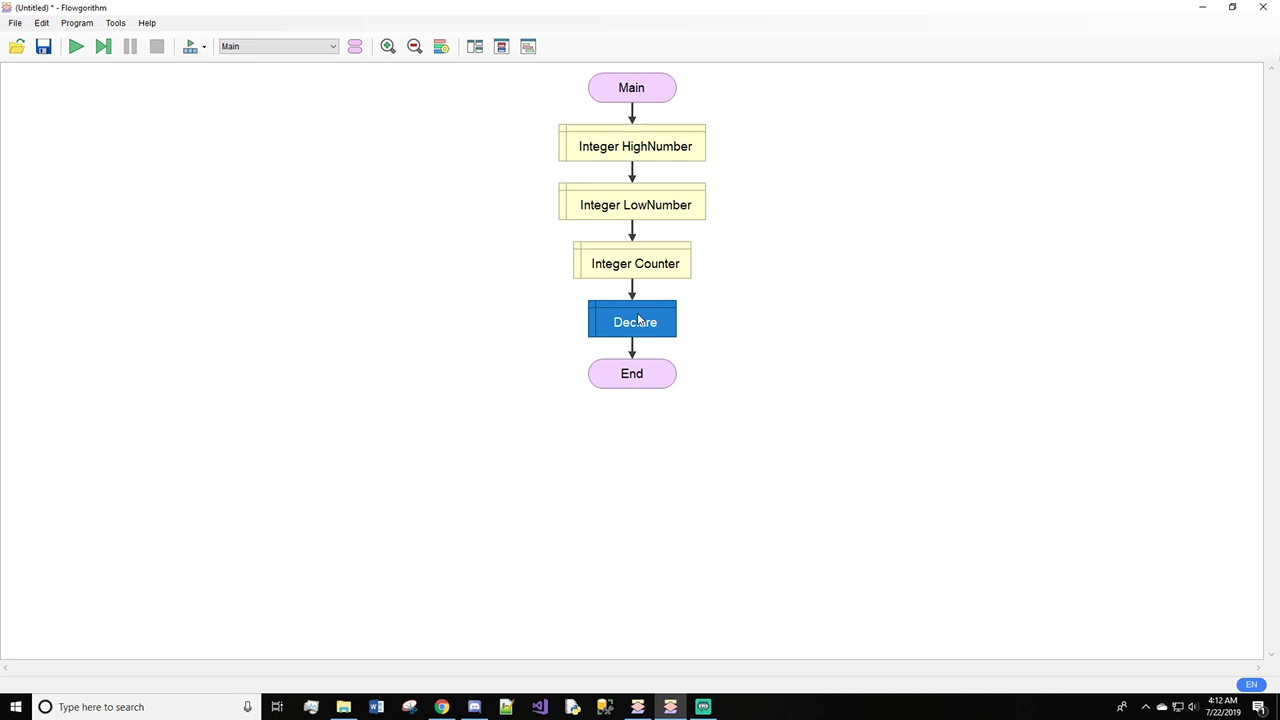 (Untitled) * - Flowgorithm
File Edit Program Tools Help
Main
Main
Integer HighNumber
Integer LowNumber
Integer Counter
Declare
End
EN
Type here to search
4:12 AM
7/22/2019
1